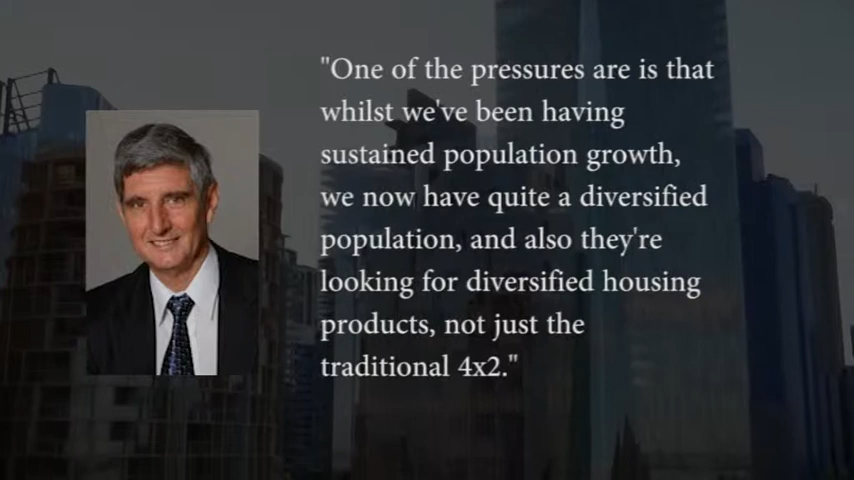 "One of the pressures are is that
whilst we've been having
sustained population growth,
we now have quite a diversified
population, and also they're
looking for diversified housing
products, not just the
traditional 4x2."